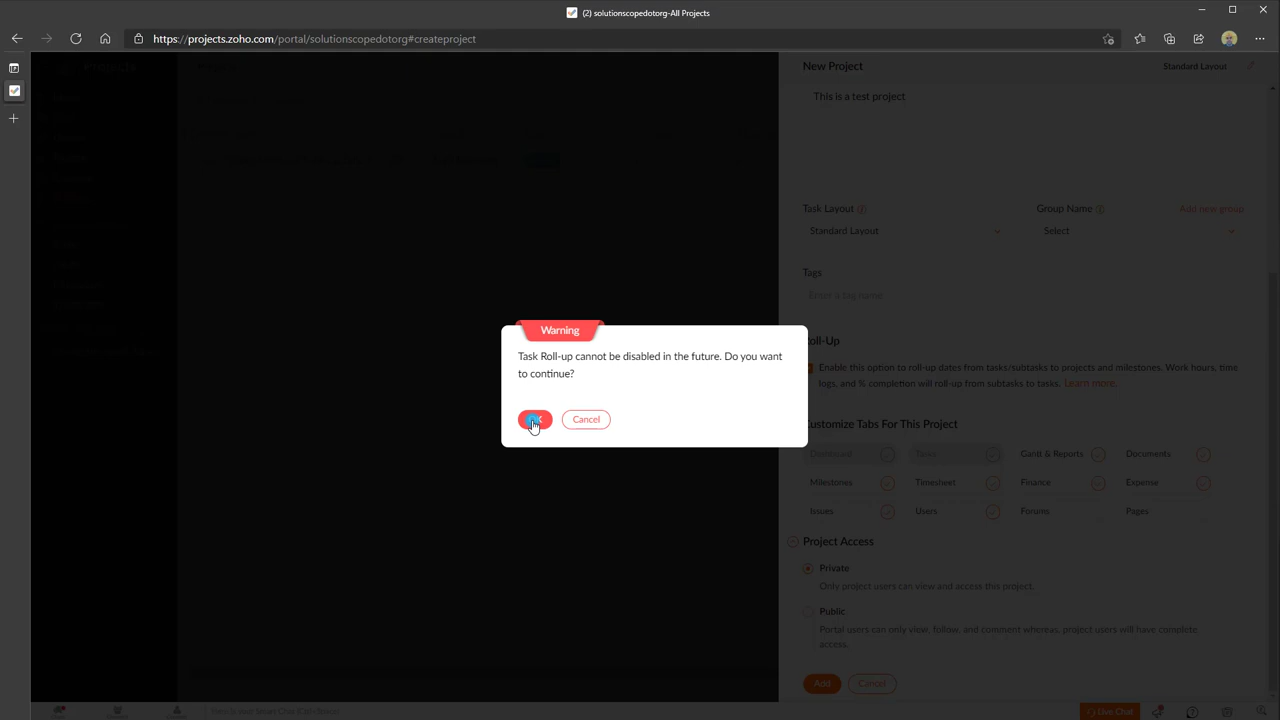 (2) solutionscopedotorg-All Projects
https://projects.zoho.com/portal/solutionscopedotorg#createproject
New Project
Standard Layout
This is a test project
Task Layout
Group Name
Add new group
Standard Layout
Select
Tags
Enter a tag name
Warning
Task Roll-up cannot be disabled in the future. Do you want
to continue?
Cancel
Roll-Up
Enable this option to roll-up dates from tasks/subtasks to projects and milestones. Work hours, time
logs, and % completion will roll-up from subtasks to tasks. Learn more.
Customize Tabs For This Project
Dashboard
Tasks
Gantt & Reports
Documents
Milestones
Timesheet
Finance
Expense
Issues
Users
Forums
Pages
Project Access
Private
Only project users can view and access this project.
Public
Portal users can only view, follow, and comment whereas, project users will have complete
access.
Add
Cancel
Live Chat